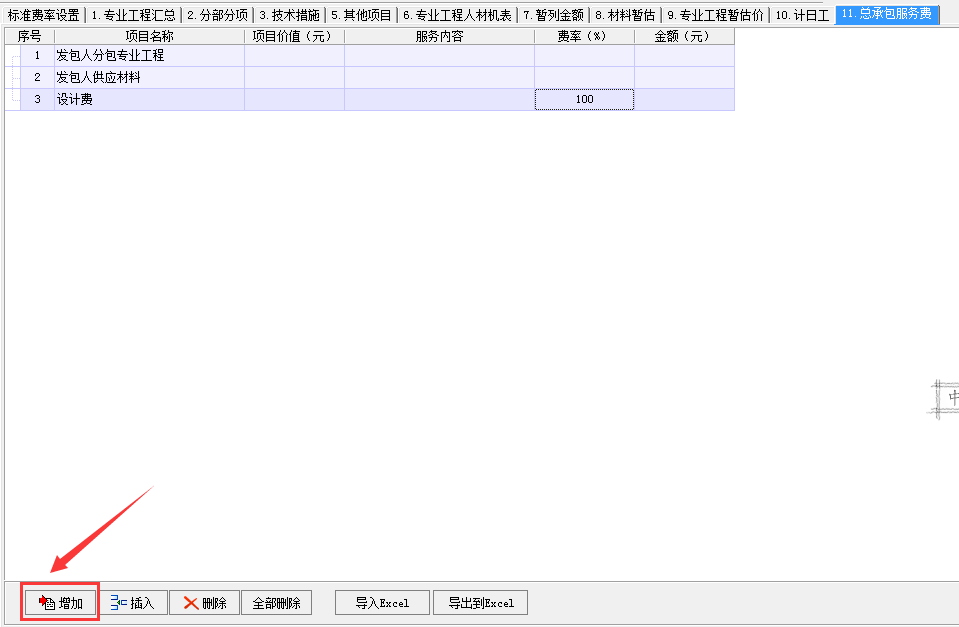 标准费率设置 1.专业工程汇总 2.分部分项 3.技术措施 5.其他项目 6.专业工程人材机表 7.暂列金额 8.材料暂估 9.专业工程暂估价 10.计日工 11.总承包服务费
序号 项目名称 项目价值(元) 服务内容 费率(%) 金额(元)
1 发包人分包专业工程
2 发包人供应材料
3 设计费 100
中
增加 插入 删除 全部删除 导入Excel 导出到Excel